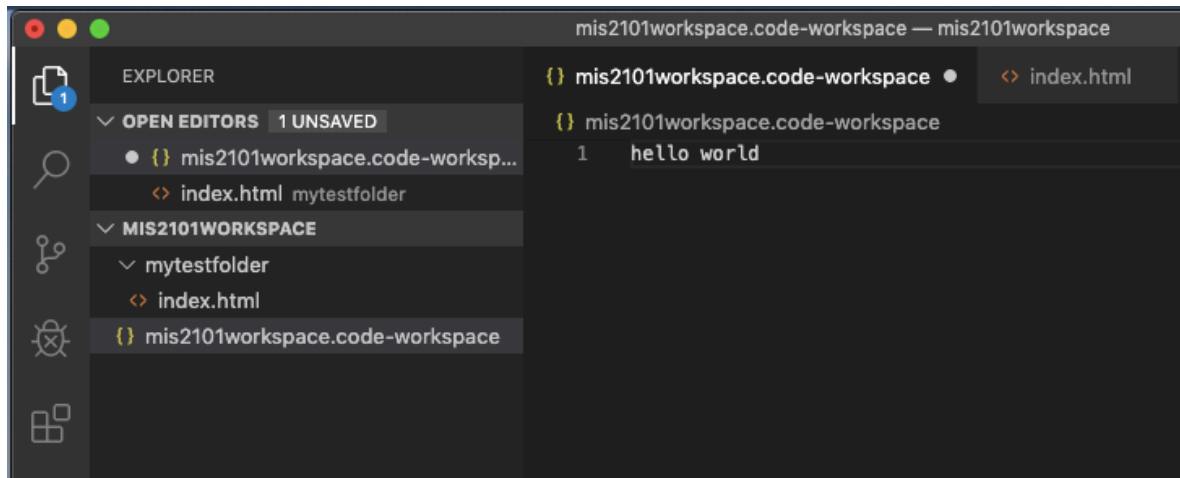 mis2101workspace.code-workspace — mis2101workspace
EXPLORER
{} mis2101workspace.code-workspace ●
<> index.html
1
OPEN EDITORS 1 UNSAVED
{} mis2101workspace.code-workspace
● {} mis2101workspace.code-worksp...
1 hello world
<> index.html mytestfolder
MIS2101WORKSPACE
mytestfolder
<> index.html
{} mis2101workspace.code-workspace